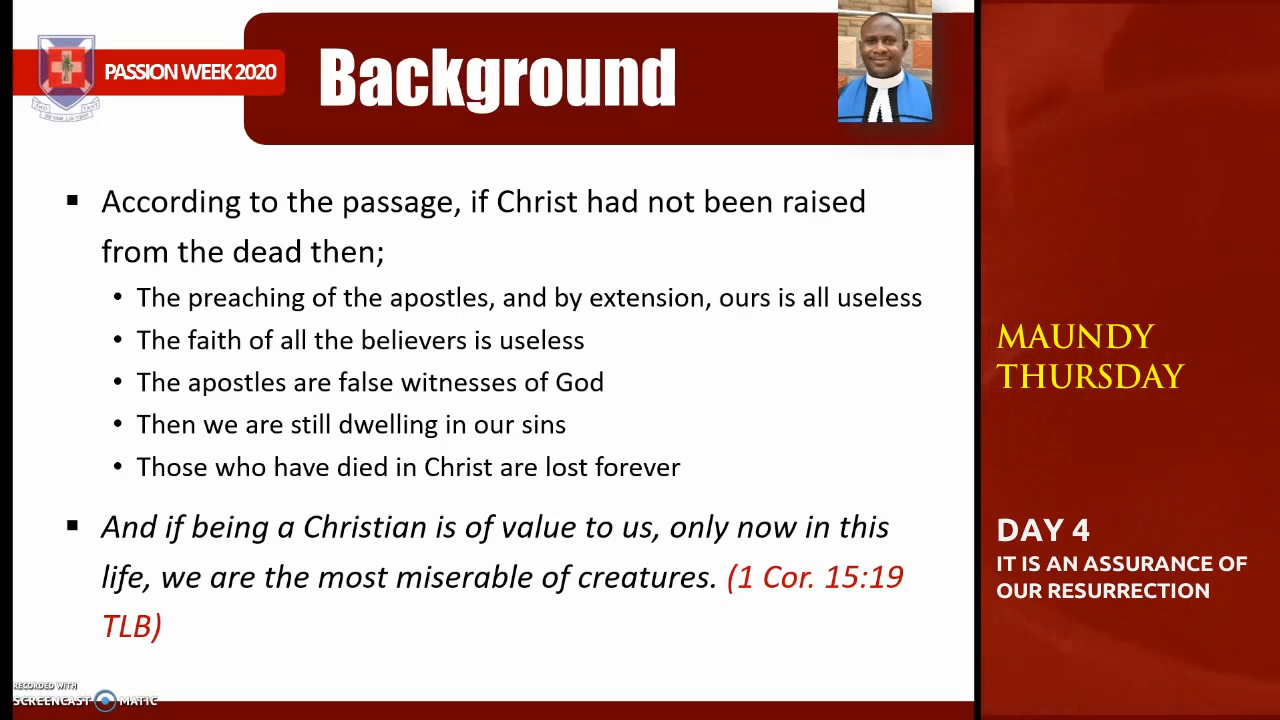 PASSION WEEK 2020
Background
According to the passage, if Christ had not been raised
from the dead then;
• The preaching of the apostles, and by extension, ours is all useless
• The faith of all the believers is useless
• The apostles are false witnesses of God
• Then we are still dwelling in our sins
• Those who have died in Christ are lost forever
And if being a Christian is of value to us, only now in this
life, we are the most miserable of creatures. (1 Cor. 15:19
TLB)
MAUNDY
THURSDAY
DAY 4
IT IS AN ASSURANCE OF
OUR RESURRECTION
RECORDED WITH
SCREENCAST MATIC